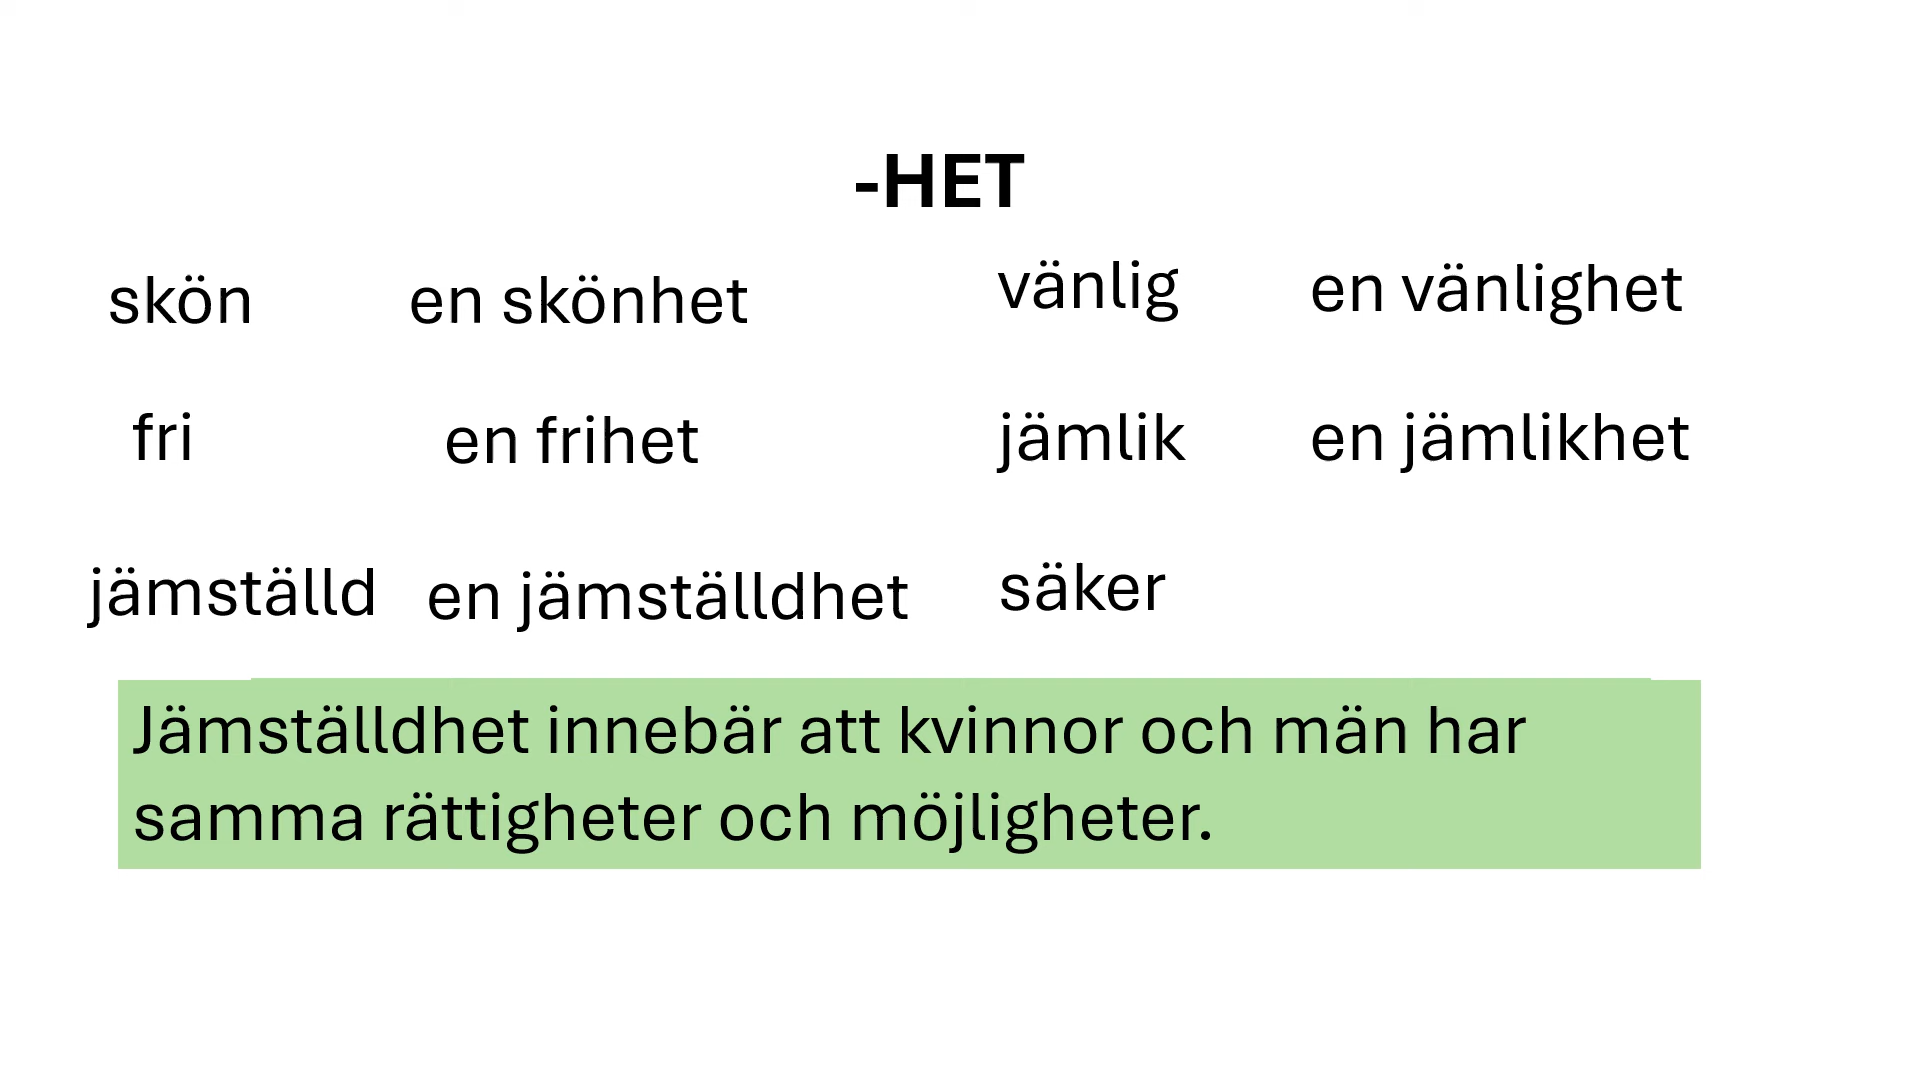 -HET
skön en skönhet vänlig en vänlighet
fri en frihet jämlik en jämlikhet
jämställd en jämställdhet säker
Jämställdhet innebär att kvinnor och män har
samma rättigheter och möjligheter.